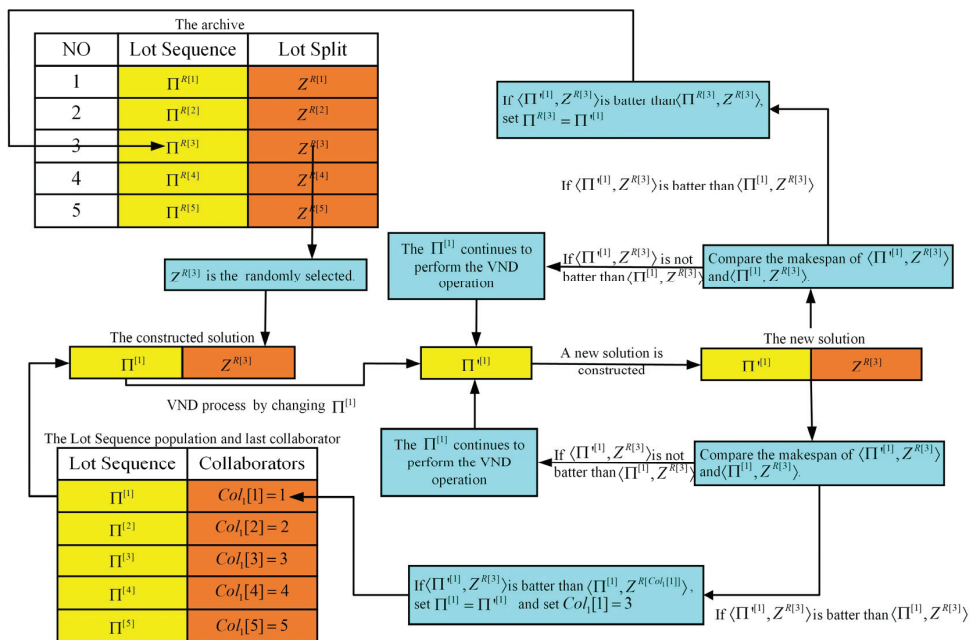 The archive
NO Lot Sequence Lot Split
1 Π^{R[1]} Z^{R[1]}
2 Π^{R[2]} Z^{R[2]}
3 Π^{R[3]} Z^{R[3]}
4 Π^{R[4]} Z^{R[4]}
5 Π^{R[5]} Z^{R[5]}
If ⟨Π'^{[1]}, Z^{R[3]}⟩ is batter than ⟨Π^{R[3]}, Z^{R[3]}⟩,
set Π^{R[3]} = Π'^{[1]}
If ⟨Π'^{[1]}, Z^{R[3]}⟩ is batter than ⟨Π^{[1]}, Z^{R[3]}⟩
Z^{R[3]} is the randomly selected.
The Π^{[1]} continues to
perform the VND
operation
If ⟨Π'^{[1]}, Z^{R[3]}⟩ is not
batter than ⟨Π^{[1]}, Z^{R[3]}⟩
Compare the makespan of ⟨Π'^{[1]}, Z^{R[3]}⟩
and ⟨Π^{[1]}, Z^{R[3]}⟩.
The constructed solution
Π^{[1]} Z^{R[3]}
VND process by changing Π^{[1]}
Π'^{[1]}
A new solution is
constructed
The new solution
Π'^{[1]} Z^{R[3]}
The Π^{[1]} continues to
perform the VND
operation
If ⟨Π'^{[1]}, Z^{R[3]}⟩ is not
batter than ⟨Π^{[1]}, Z^{R[3]}⟩
Compare the makespan of ⟨Π'^{[1]}, Z^{R[3]}⟩
and ⟨Π^{[1]}, Z^{R[3]}⟩.
The Lot Sequence population and last collaborator
Lot Sequence Collaborators
Π^{[1]} Col₁[1] = 1
Π^{[2]} Col₁[2] = 2
Π^{[3]} Col₁[3] = 3
Π^{[4]} Col₁[4] = 4
Π^{[5]} Col₁[5] = 5
If ⟨Π'^{[1]}, Z^{R[3]}⟩ is batter than ⟨Π^{[1]}, Z^{R[Col₁[1]]}⟩,
set Π^{[1]} = Π'^{[1]} and set Col₁[1] = 3
If ⟨Π'^{[1]}, Z^{R[3]}⟩ is batter than ⟨Π^{[1]}, Z^{R[3]}⟩